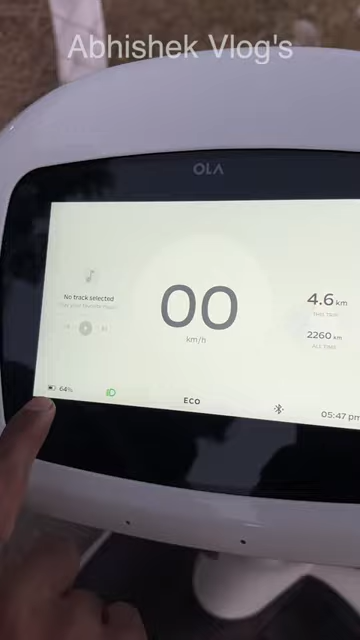 Abhishek Vlog's
OLA
No track selected
00
km/h
4.6 km
THIS TRIP
2260 km
ALL TIME
64%
ECO
05:47 pm